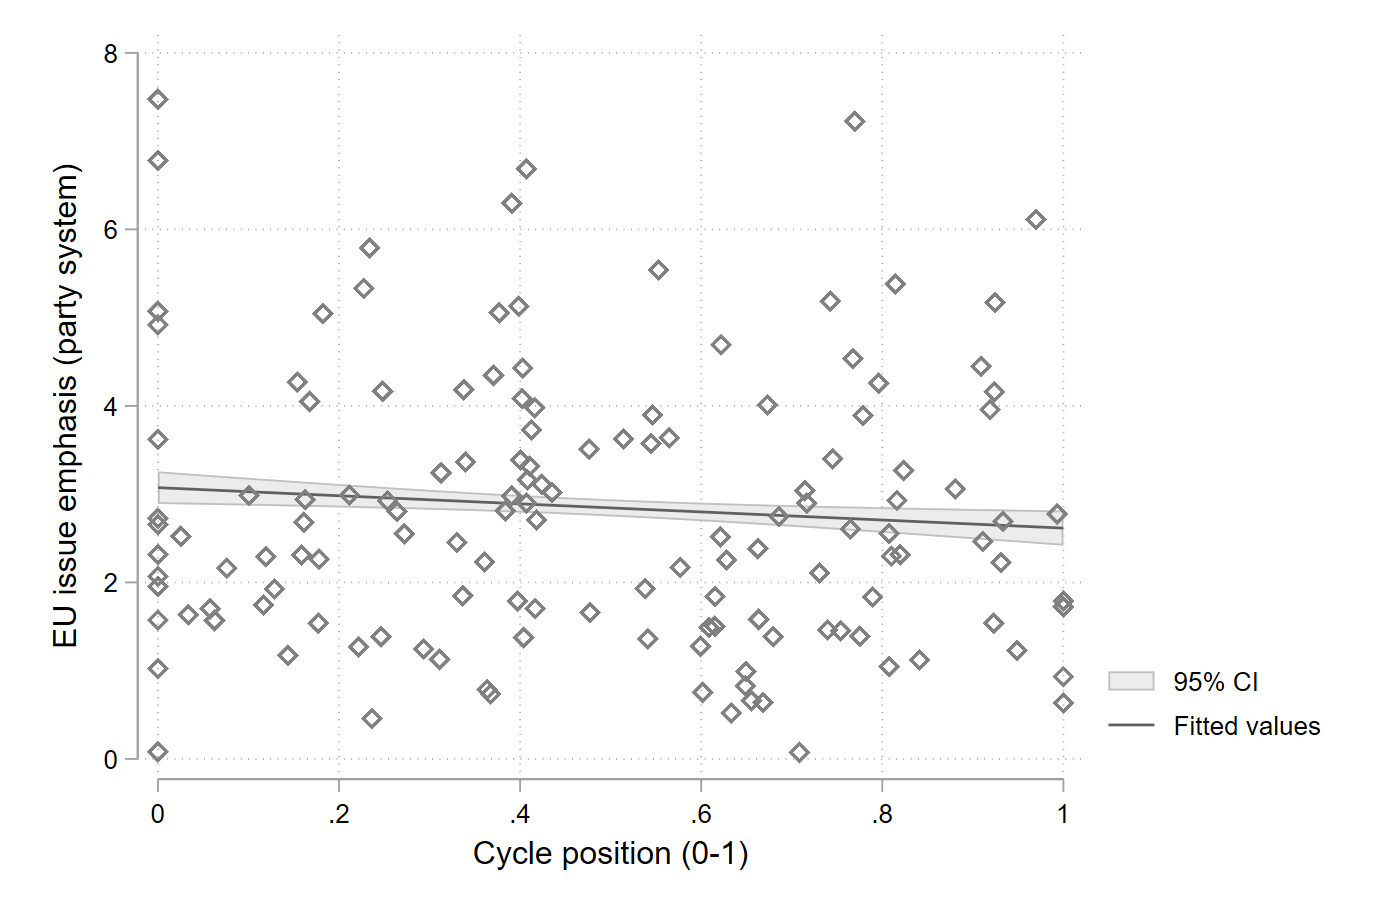 EU issue emphasis (party system)
8
6
4
2
0
0
.2
.4
.6
.8
1
Cycle position (0-1)
95% CI
Fitted values